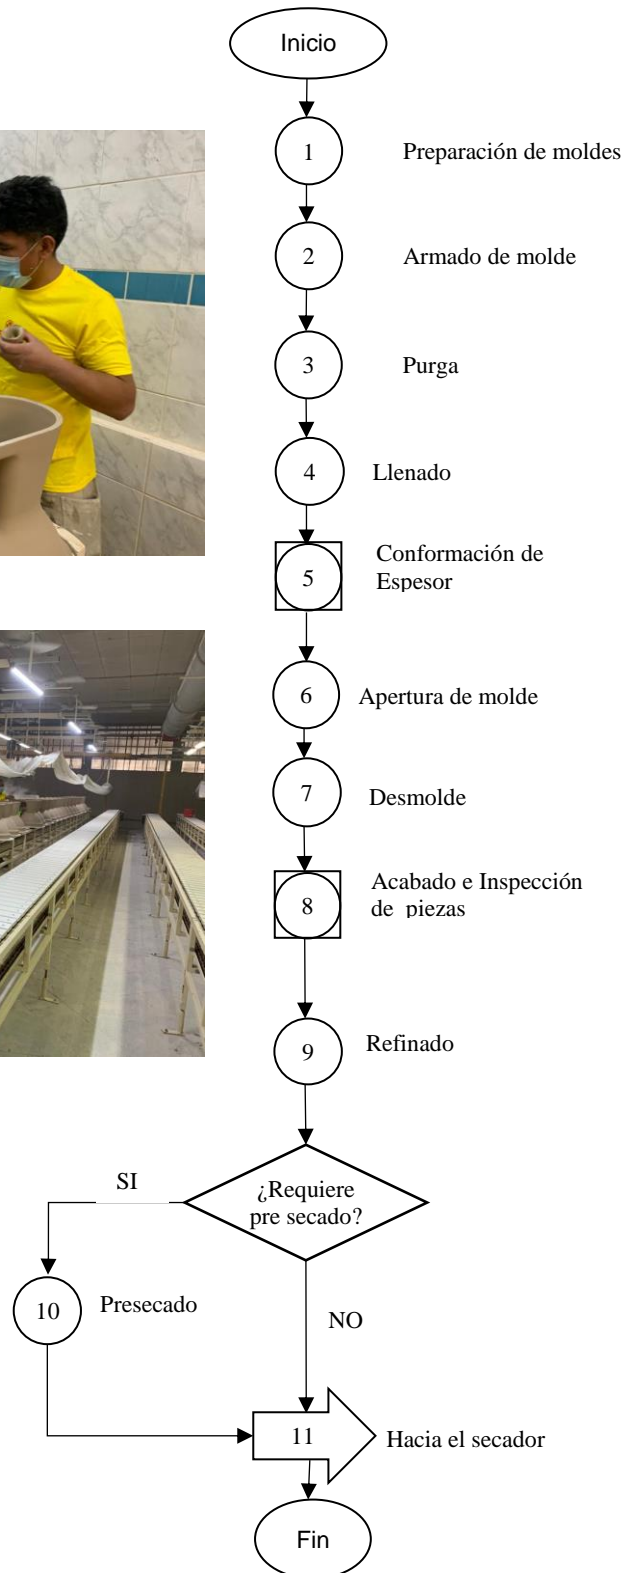 Inicio
1 Preparación de moldes
2 Armado de molde
3 Purga
4 Llenado
5 Conformación de
Espesor
6 Apertura de molde
7 Desmolde
8 Acabado e Inspección
de piezas
9 Refinado
¿Requiere
pre secado?
SI
NO
10 Presecado
11 Hacia el secador
Fin